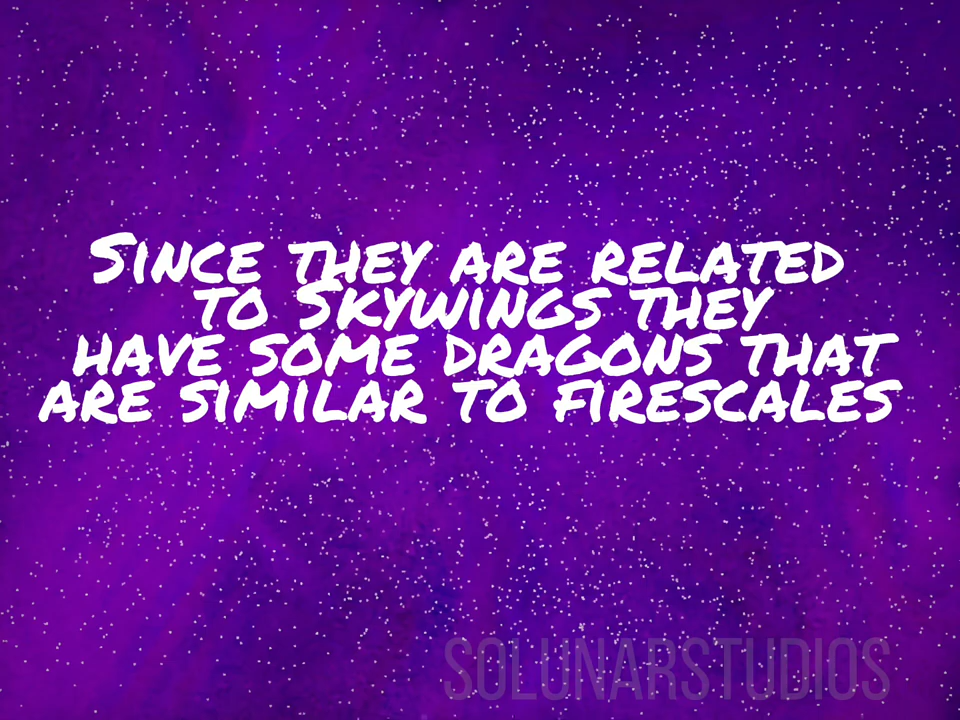 Since they are related
to Skywings they
have some dragons that
are similar to firescales
SOLUNARSTUDIOS